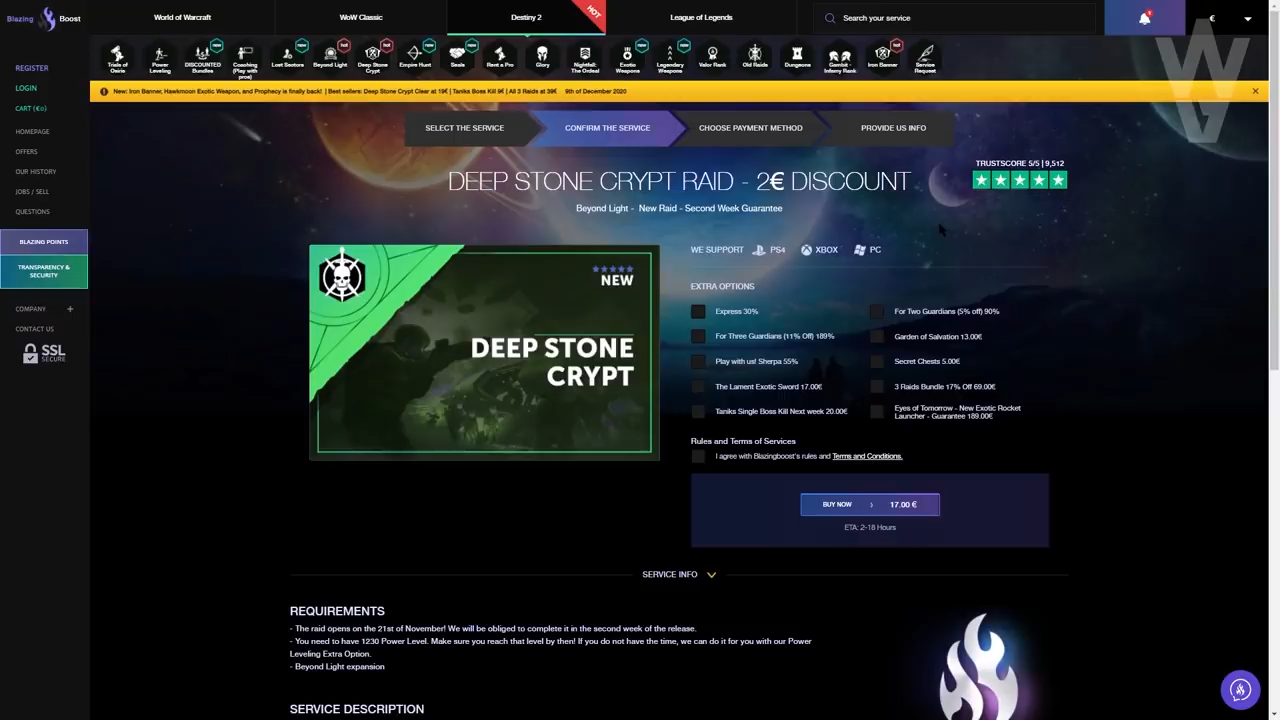 Blazing Boost
World of Warcraft
WoW Classic
Destiny 2
HOT
League of Legends
Search your service
€
Trials of Osiris
Power Leveling
new
DISCOUNTED Bundles
Coaching (Play with pros)
new
Lost Sectors
hot
Beyond Light
hot
Deep Stone Crypt
new
Empire Hunt
new
Seals
Rent a Pro
Glory
Nightfall: The Ordeal
new
Exotic Weapons
new
Legendary Weapons
Valor Rank
Old Raids
Dungeons
Gambit - Infamy Rank
hot
Iron Banner
Service Request
New: Iron Banner, Hawkmoon Exotic Weapon, and Prophecy is finally back! | Best sellers: Deep Stone Crypt Clear at 19€ | Taniks Boss Kill 9€ | All 3 Raids at 39€ 9th of December 2020
REGISTER
LOGIN
CART (€0)
HOMEPAGE
OFFERS
OUR HISTORY
JOBS / SELL
QUESTIONS
BLAZING POINTS
TRANSPARENCY &
SECURITY
COMPANY +
CONTACT US
SSL
SECURE
SELECT THE SERVICE
CONFIRM THE SERVICE
CHOOSE PAYMENT METHOD
PROVIDE US INFO
TRUSTSCORE 5/5 | 9,512
DEEP STONE CRYPT RAID - 2€ DISCOUNT
Beyond Light - New Raid - Second Week Guarantee
NEW
DEEP STONE
CRYPT
WE SUPPORT PS4 XBOX PC
EXTRA OPTIONS
Express 30%
For Two Guardians (5% off) 90%
For Three Guardians (11% Off) 189%
Garden of Salvation 13.00€
Play with us! Sherpa 55%
Secret Chests 5.00€
The Lament Exotic Sword 17.00€
3 Raids Bundle 17% Off 69.00€
Taniks Single Boss Kill Next week 20.00€
Eyes of Tomorrow - New Exotic Rocket
Launcher - Guarantee 189.00€
Rules and Terms of Services
I agree with Blazingboost's rules and Terms and Conditions.
BUY NOW 17.00 €
ETA: 2-18 Hours
SERVICE INFO
REQUIREMENTS
- The raid opens on the 21st of November! We will be obliged to complete it in the second week of the release.
- You need to have 1230 Power Level. Make sure you reach that level by then! If you do not have the time, we can do it for you with our Power
Leveling Extra Option.
- Beyond Light expansion
SERVICE DESCRIPTION